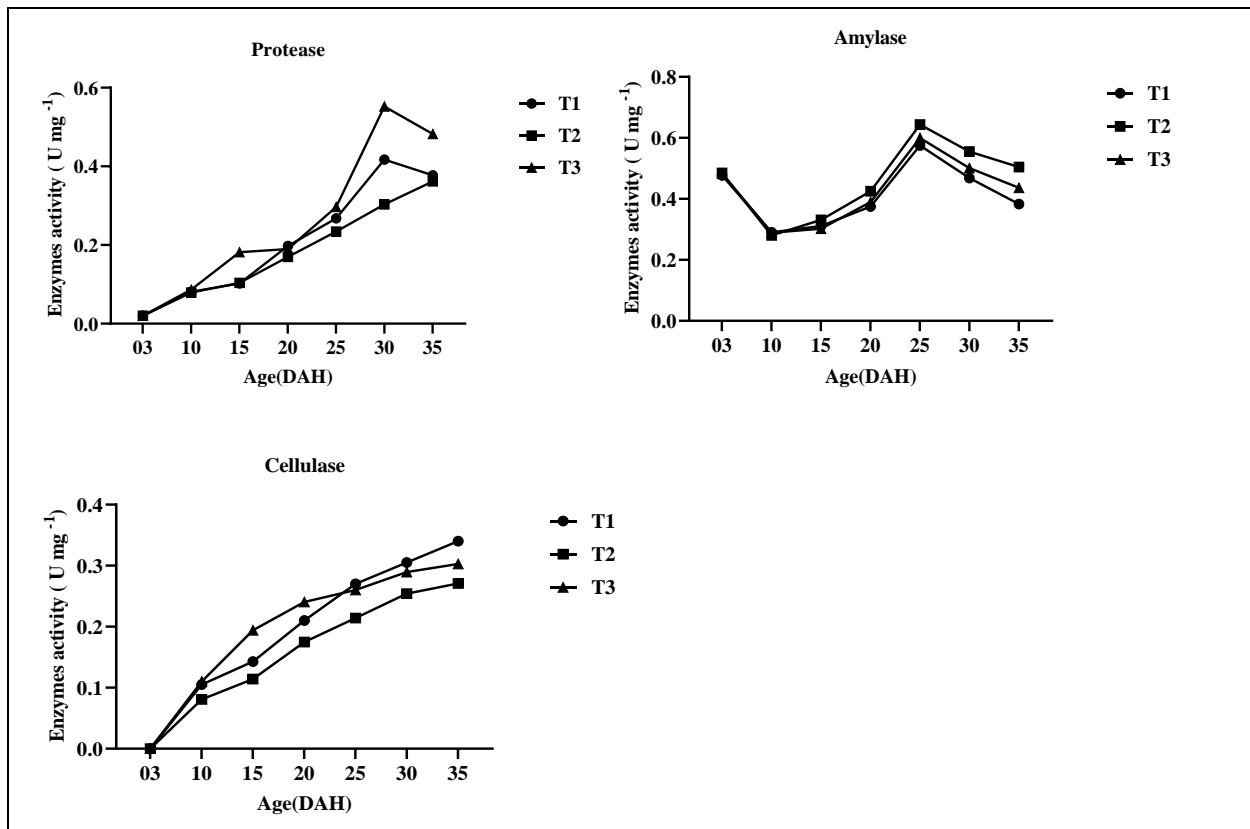 Protease
Enzymes activity ( U mg -1)
0.6
0.4
0.2
0.0
03 10 15 20 25 30 35
Age(DAH)
T1
T2
T3
Amylase
Enzymes activity ( U mg -1)
0.8
0.6
0.4
0.2
0.0
03 10 15 20 25 30 35
Age(DAH)
T1
T2
T3
Cellulase
Enzymes activity ( U mg -1)
0.4
0.3
0.2
0.1
0.0
03 10 15 20 25 30 35
Age(DAH)
T1
T2
T3